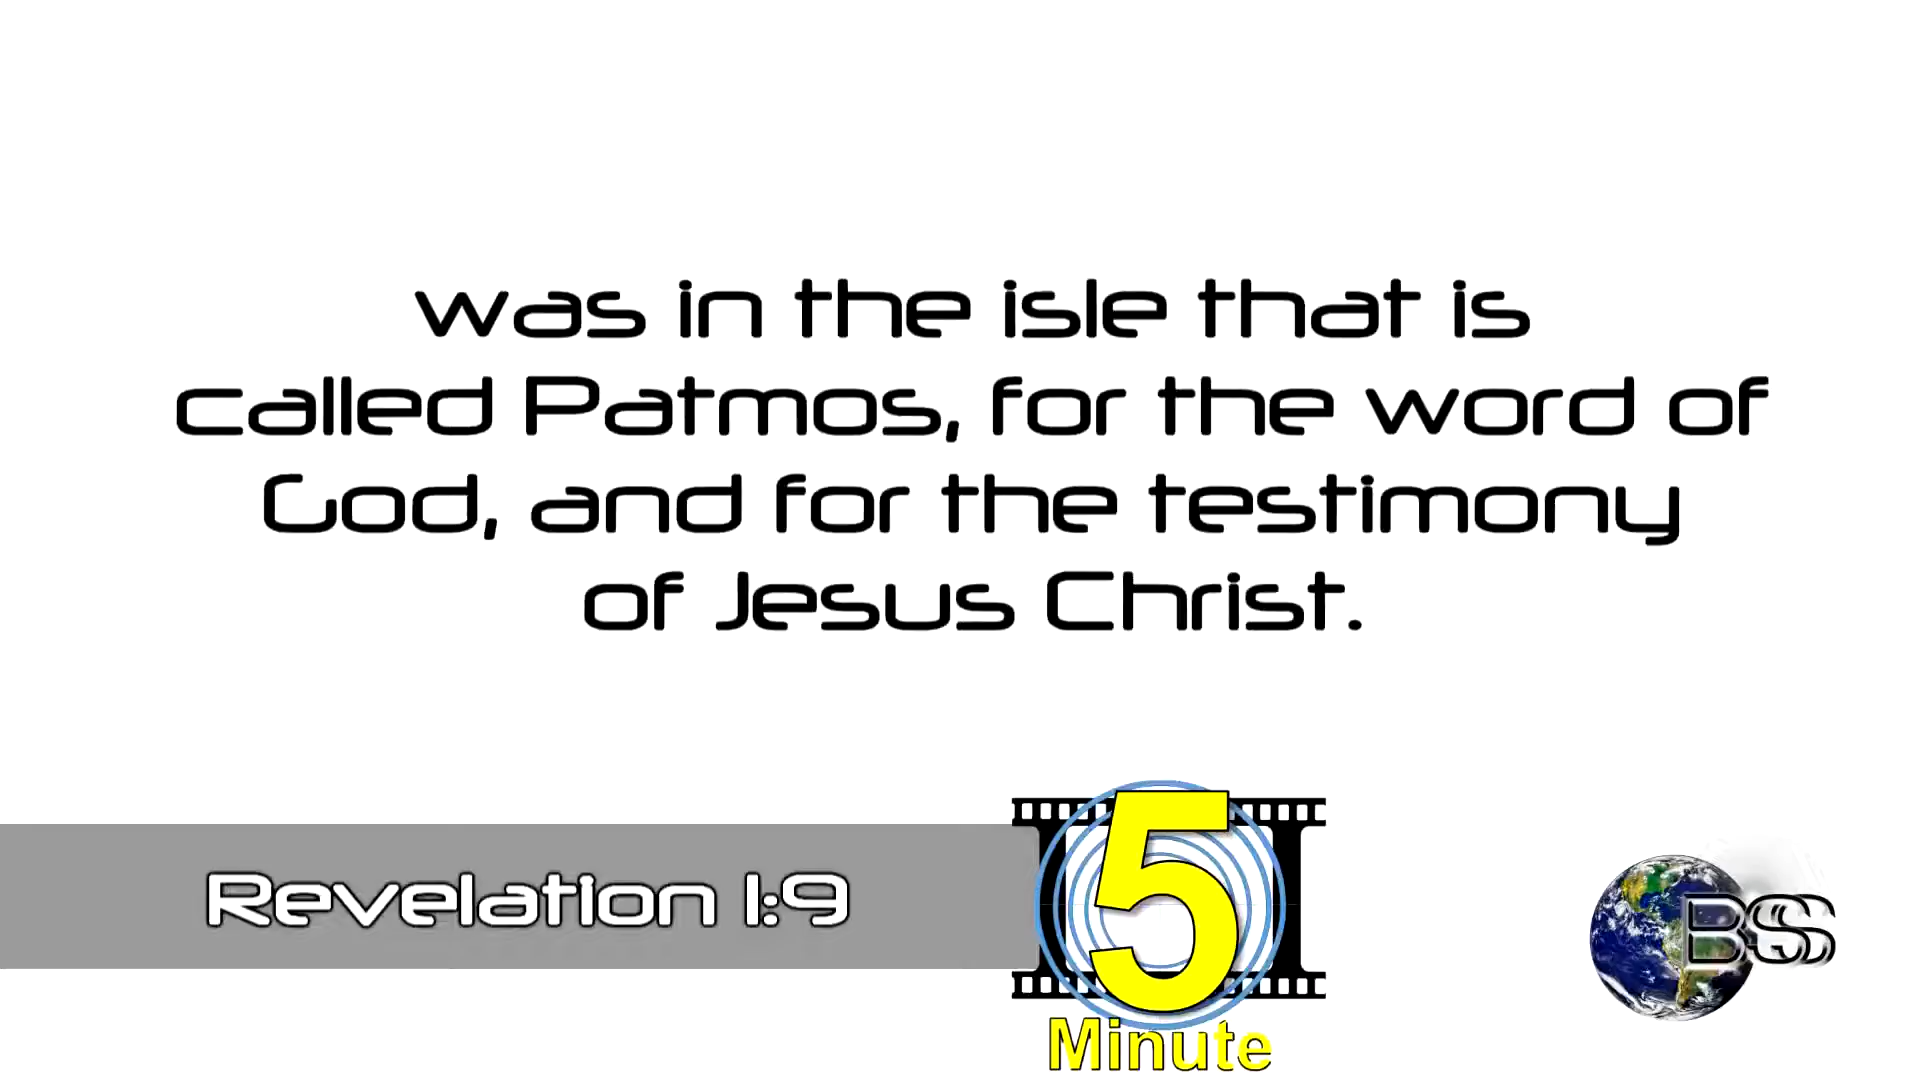 was in the isle that is
called Patmos, for the word of
God, and for the testimony
of Jesus Christ.
Revelation 1:9
5
Minute
BSS